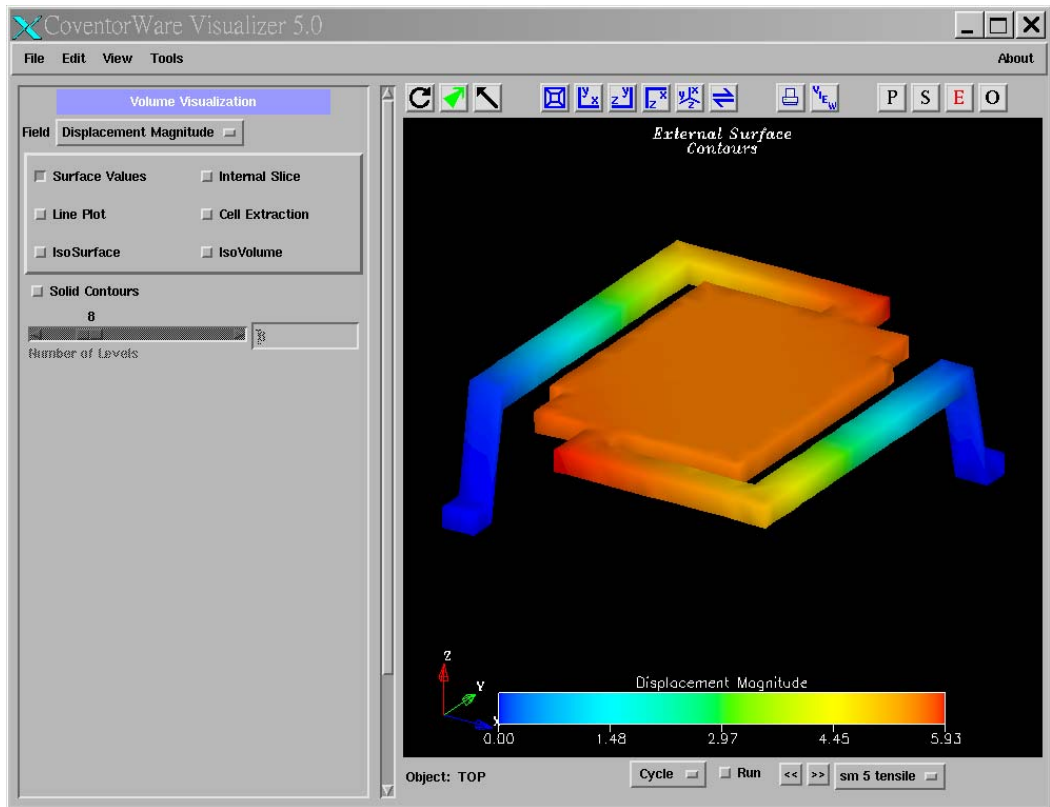 CoventorWare Visualizer 5.0
File Edit View Tools About
Volume Visualization
Field Displacement Magnitude
Surface Values Internal Slice
Line Plot Cell Extraction
IsoSurface IsoVolume
Solid Contours
8
8
Number of Levels
y x z y z x y x z V I E W P S E O
External Surface
Contours
Z
Y
X
Displacement Magnitude
0.00 1.48 2.97 4.45 5.93
Object: TOP Cycle Run << >> sm 5 tensile